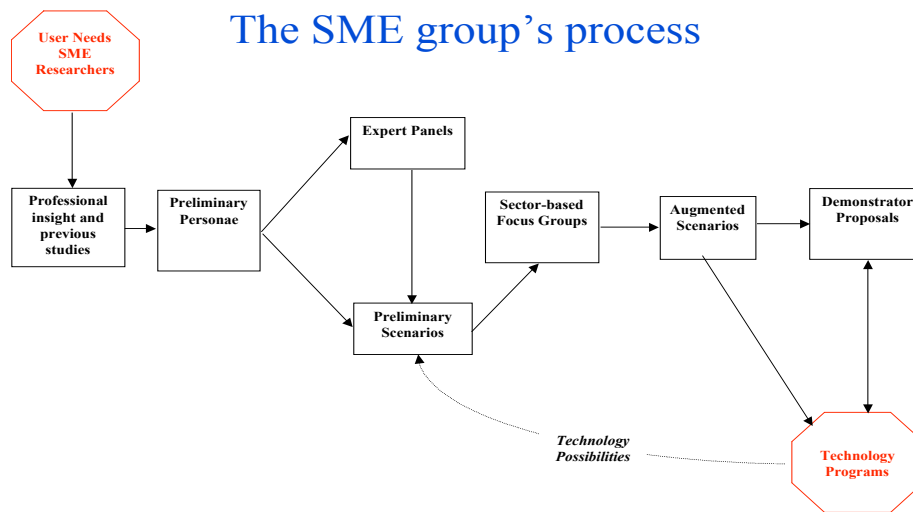 The SME group's process
User Needs
SME
Researchers
Expert Panels
Professional
insight and
previous
studies
Preliminary
Personae
Sector-based
Focus Groups
Augmented
Scenarios
Demonstrator
Proposals
Preliminary
Scenarios
Technology
Possibilities
Technology
Programs